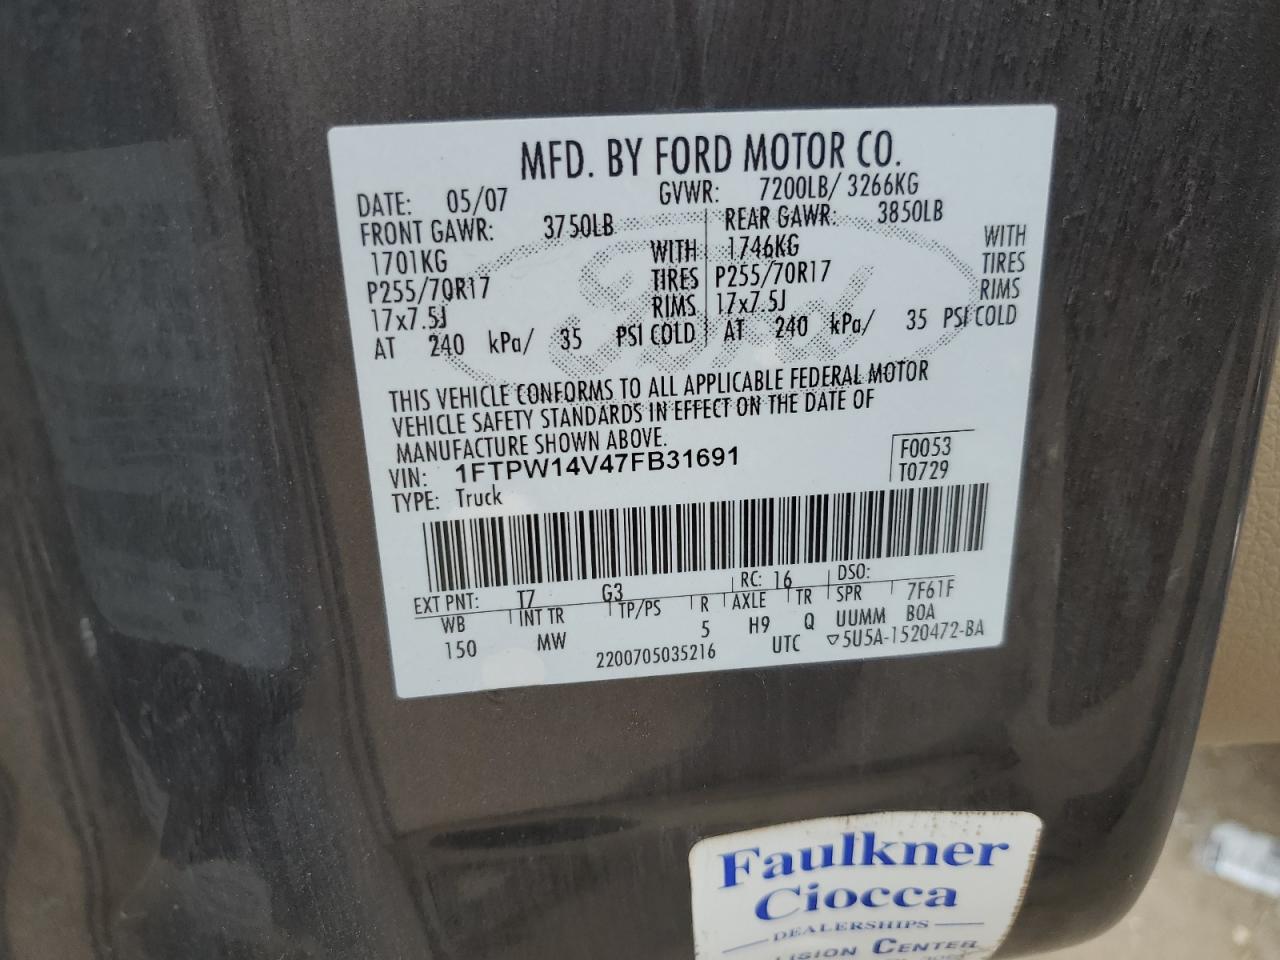 MFD. BY FORD MOTOR CO.
DATE: 05/07 GVWR: 7200LB/ 3266KG
FRONT GAWR: 3750LB REAR GAWR: 3850LB
1701KG WITH 1746KG WITH
P255/70R17 TIRES P255/70R17 TIRES
17x7.5J RIMS 17x7.5J RIMS
AT 240 kPa/ 35 PSI COLD AT 240 kPa/ 35 PSI COLD
Ford
THIS VEHICLE CONFORMS TO ALL APPLICABLE FEDERAL MOTOR
VEHICLE SAFETY STANDARDS IN EFFECT ON THE DATE OF
MANUFACTURE SHOWN ABOVE.
VIN: 1FTPW14V47FB31691 F0053
TYPE: Truck T0729
EXT PNT: T7 G3 RC: 16 DSO:
WB INT TR TP/PS R AXLE TR SPR 7F61F
150 MW 5 H9 Q UUMM BOA
2200705035216 UTC ▽5U5A-1520472-BA
Faulkner
Ciocca
DEALERSHIPS
LISION CENTER